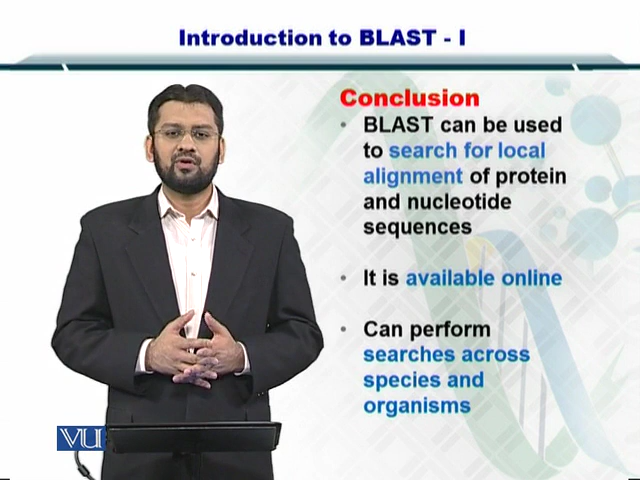 Introduction to BLAST - I
Conclusion
• BLAST can be used
to search for local
alignment of protein
and nucleotide
sequences
• It is available online
• Can perform
searches across
species and
organisms
VU